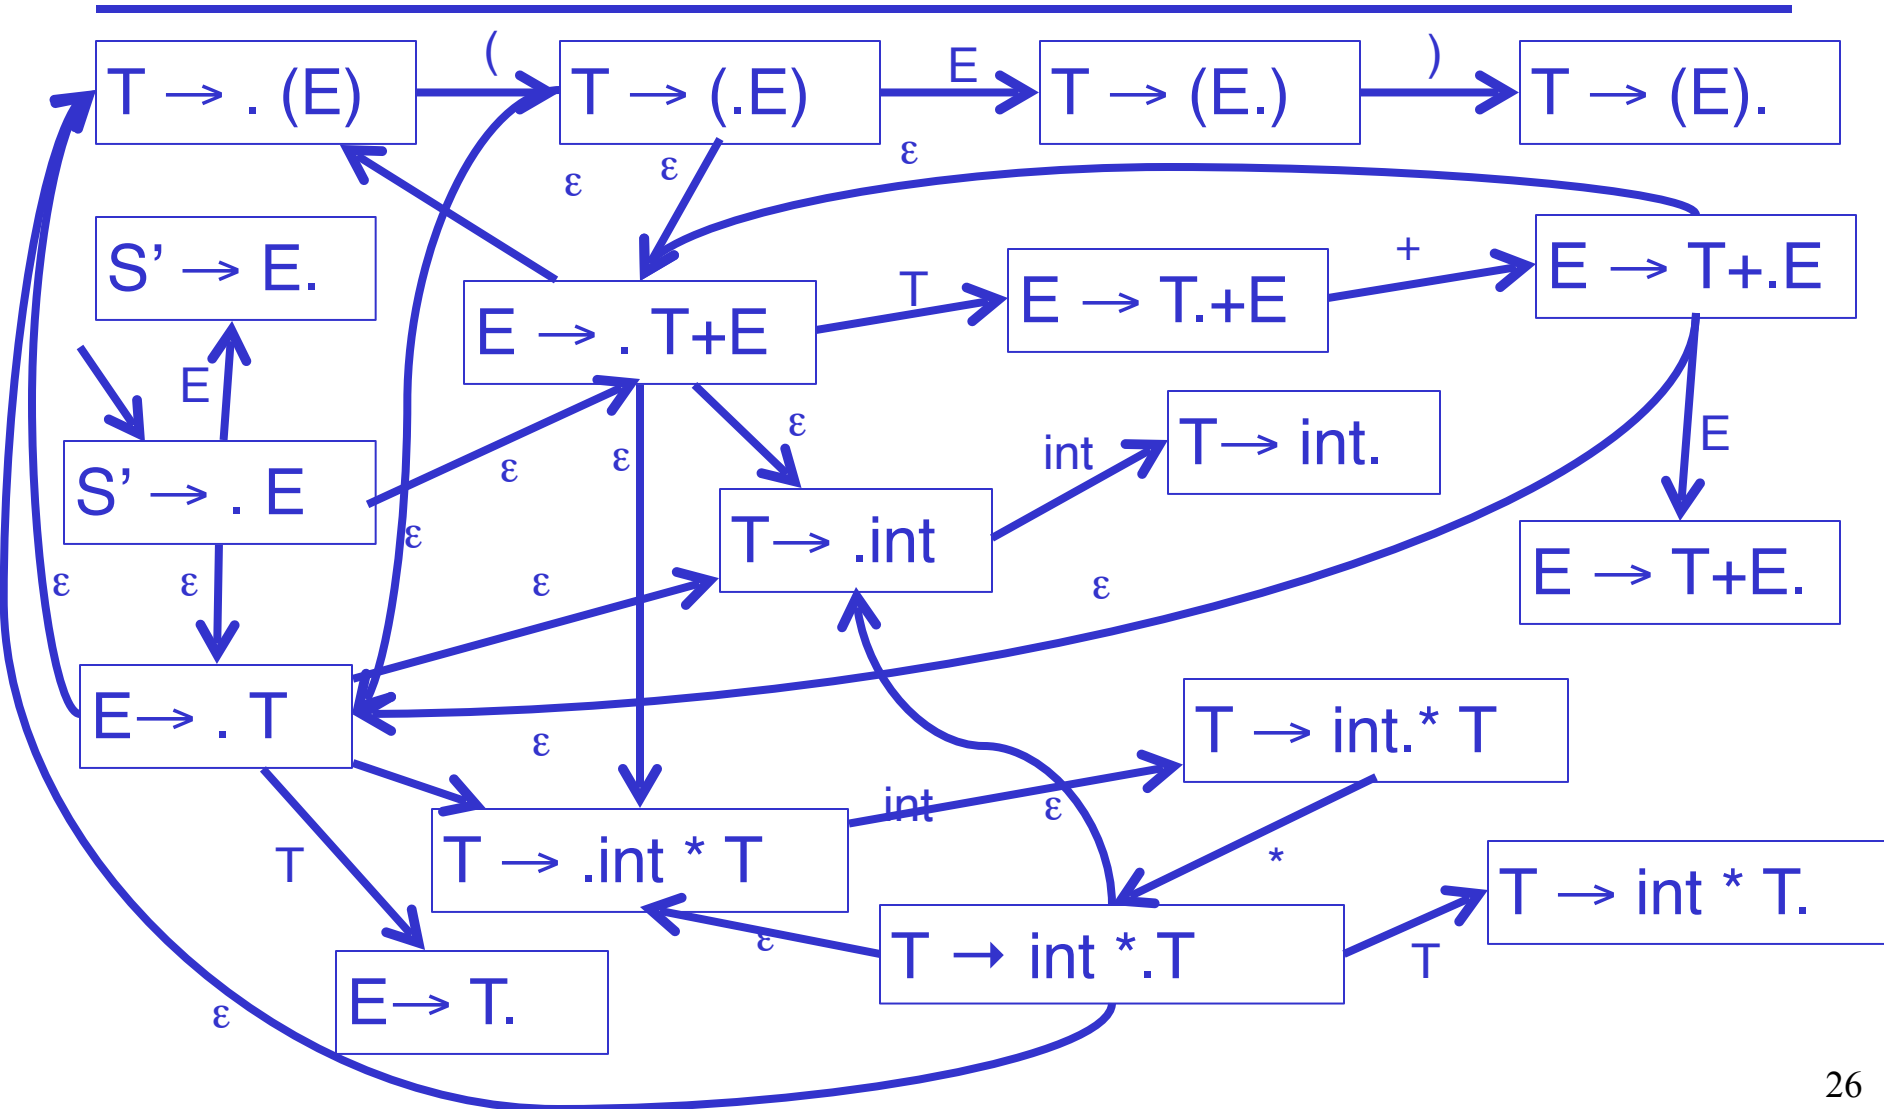 ( E )
T → . (E) T → (.E) T → (E.) T → (E).
ε ε ε
S’ → E. + E → T+.E
E → . T+E T E → T.+E
E ε int T→ int. E
S’ → . E ε ε
T→ .int
ε
ε ε ε ε E → T+E.
E→ . T T → int.* T
ε
int ε
T → .int * T * T → int * T.
T
ε T → int *.T T
E→ T.
ε
26